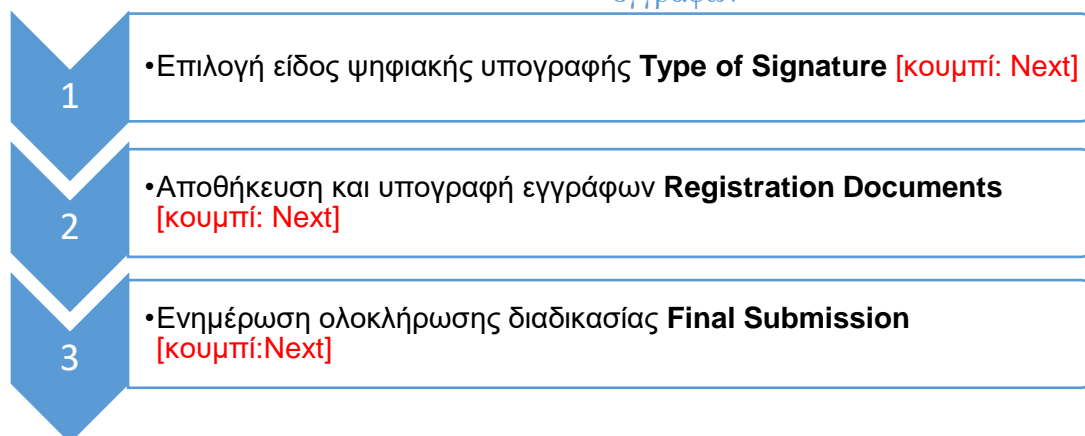 εγγράφων
1
•Επιλογή είδος ψηφιακής υπογραφής Type of Signature [κουμπί: Next]
2
•Αποθήκευση και υπογραφή εγγράφων Registration Documents
[κουμπί: Next]
3
•Ενημέρωση ολοκλήρωσης διαδικασίας Final Submission
[κουμπί:Next]